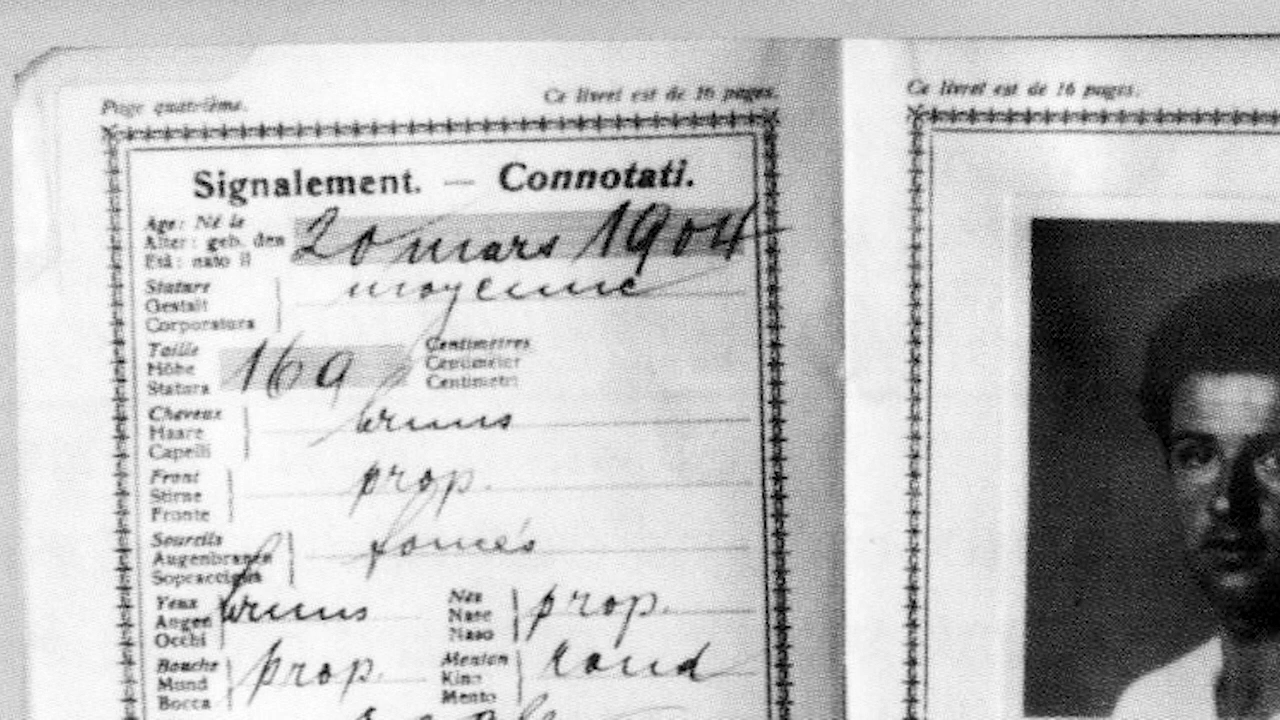 Page quatrième.
Ce livret est de 16 pages.
Signalement. — Connotati.
Age: Né le
Alter: geb. den
Età: nato il
20 mars 1904
Stature
Gestalt
Corporatura
moyenne
Taille
Höhe
Statura
169
Centimètres
Centimeter
Centimetri
Cheveux
Haare
Capelli
bruns
Front
Stirne
Fronte
prop.
Sourcils
Augenbrauen
Sopracciglia
foncés
Yeux
Augen
Occhi
bruns
Nez
Nase
Naso
prop.
Bouche
Mund
Bocca
prop.
Menton
Kinn
Mento
rond
Ce livret est de 16 pages.